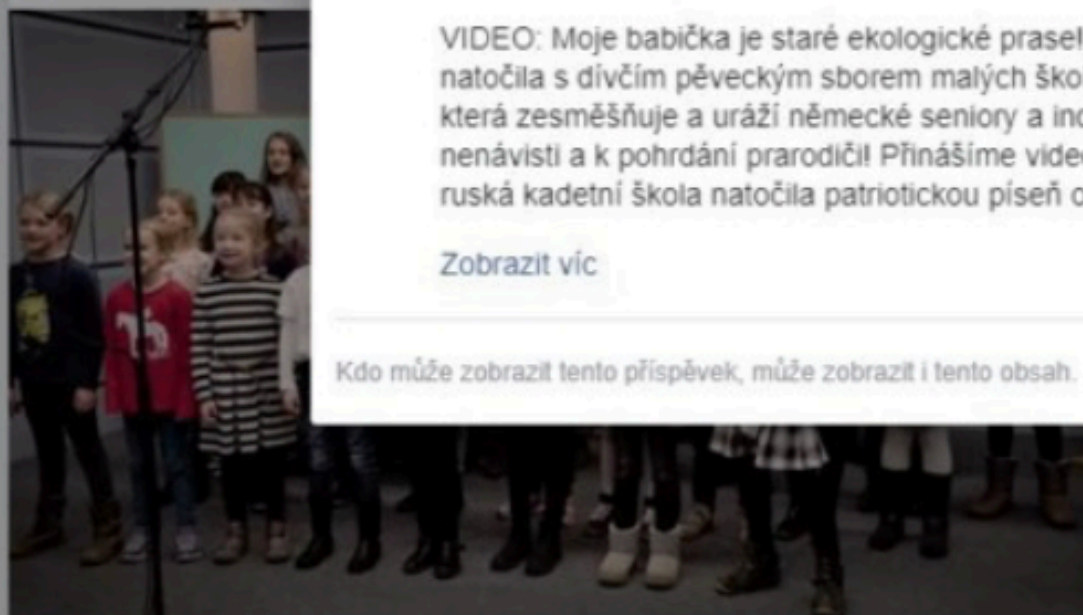 VIDEO: Moje babička je staré ekologické prasel
natočila s dívčím pěveckým sborem malých ško
která zesměšňuje a uráží německé seniory a ind
nenávisti a k pohrdání prarodiči! Přinášíme vide
ruská kadetní škola natočila patriotickou píseň o
Zobrazit víc
Kdo může zobrazit tento příspěvek, může zobrazit i tento obsah.